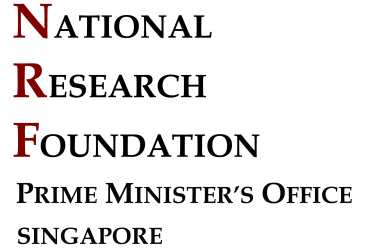 NATIONAL
RESEARCH
FOUNDATION
PRIME MINISTER'S OFFICE
SINGAPORE